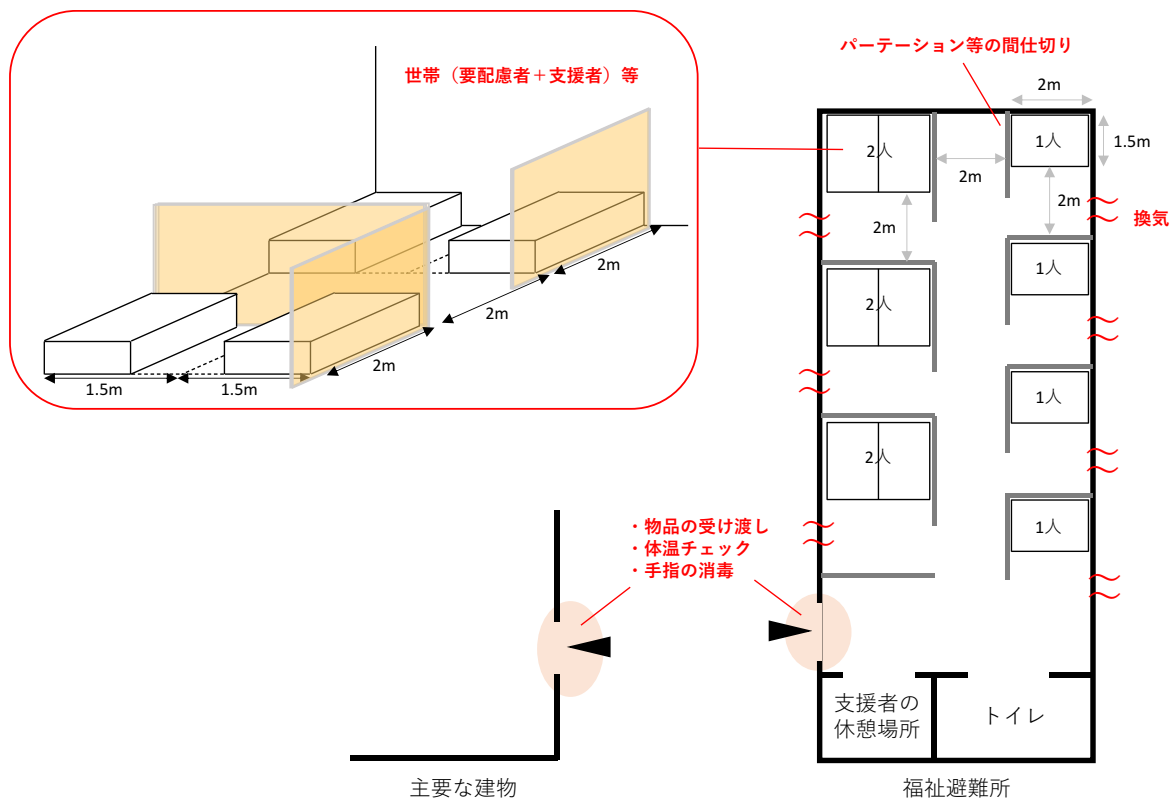 世帯（要配慮者＋支援者）等
2m
2m
2m
1.5m
1.5m
パーテーション等の間仕切り
2m
2人
1人
1.5m
2m
2m
換気
2m
1人
2人
1人
2人
1人
・物品の受け渡し
・体温チェック
・手指の消毒
支援者の
休憩場所
トイレ
主要な建物
福祉避難所